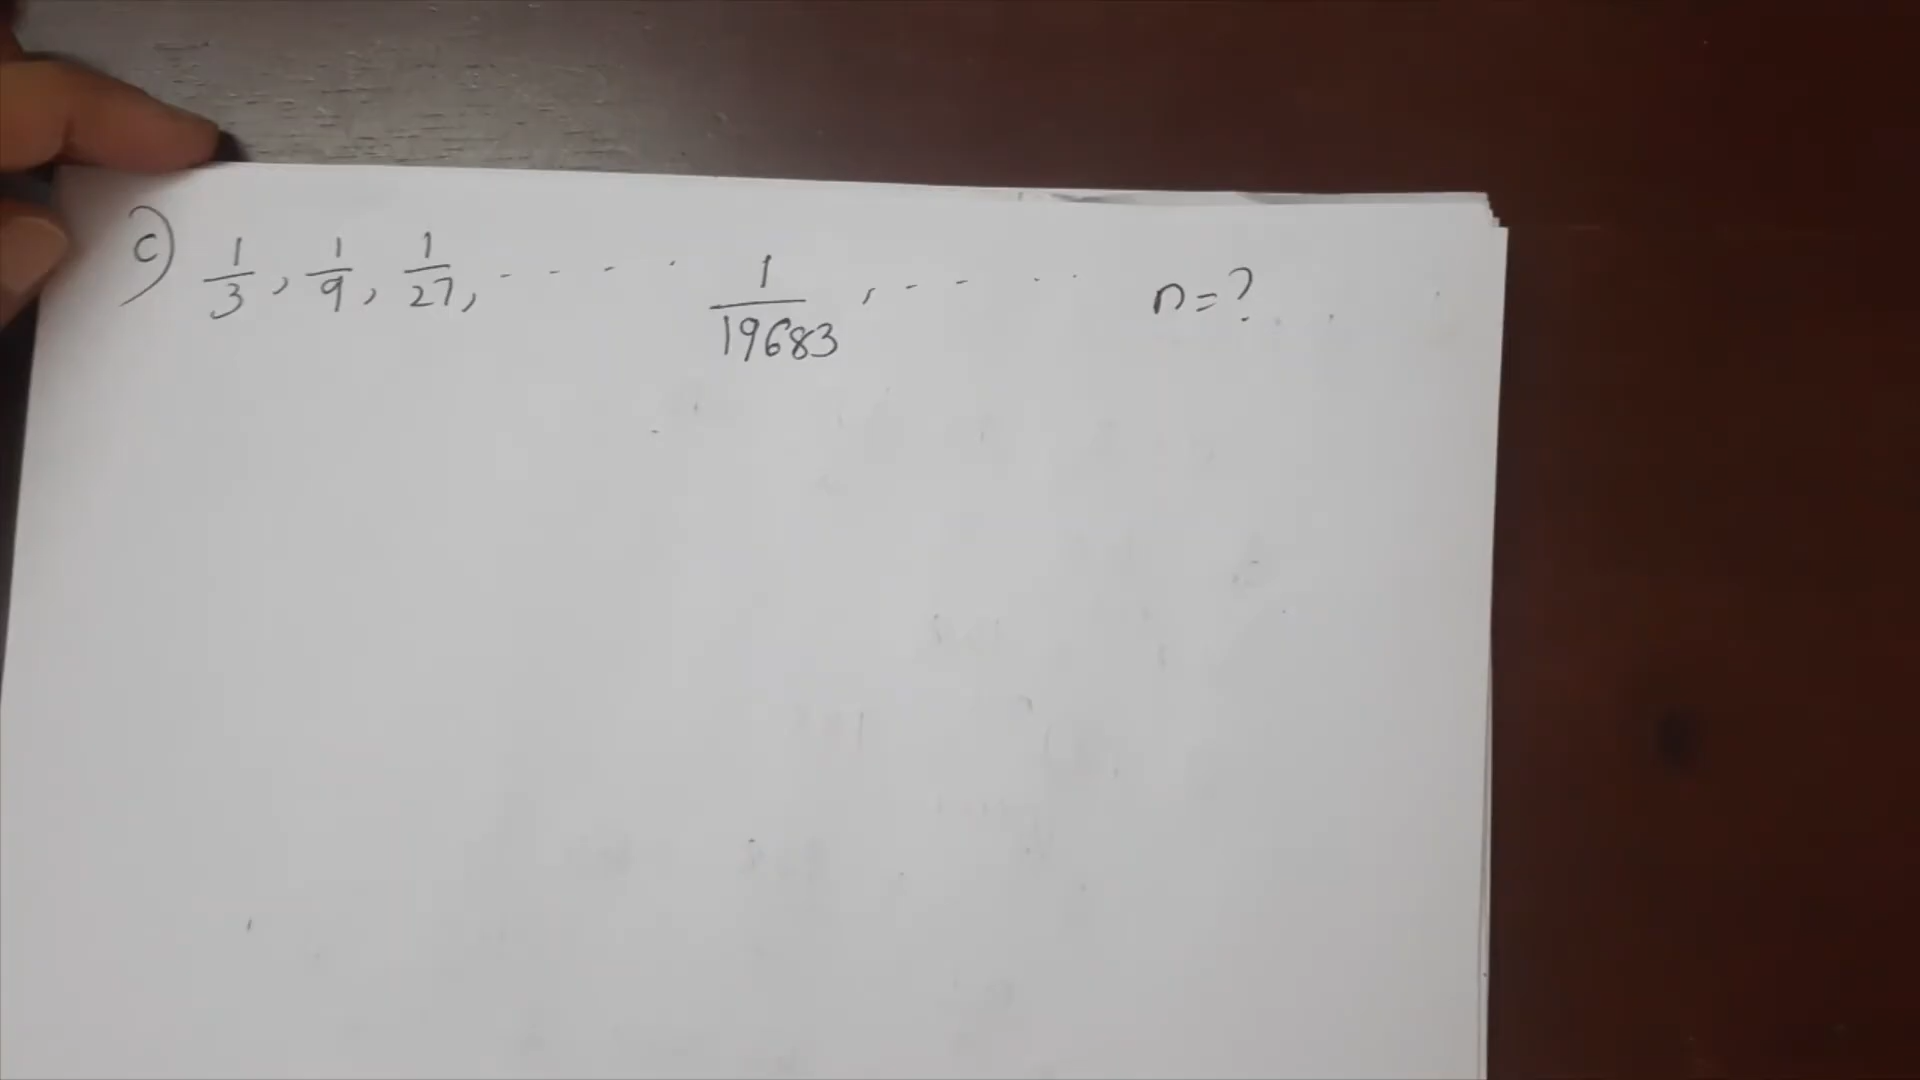 c) 1/3, 1/9, 1/27, - - - . 1/19683, - - . . n=?